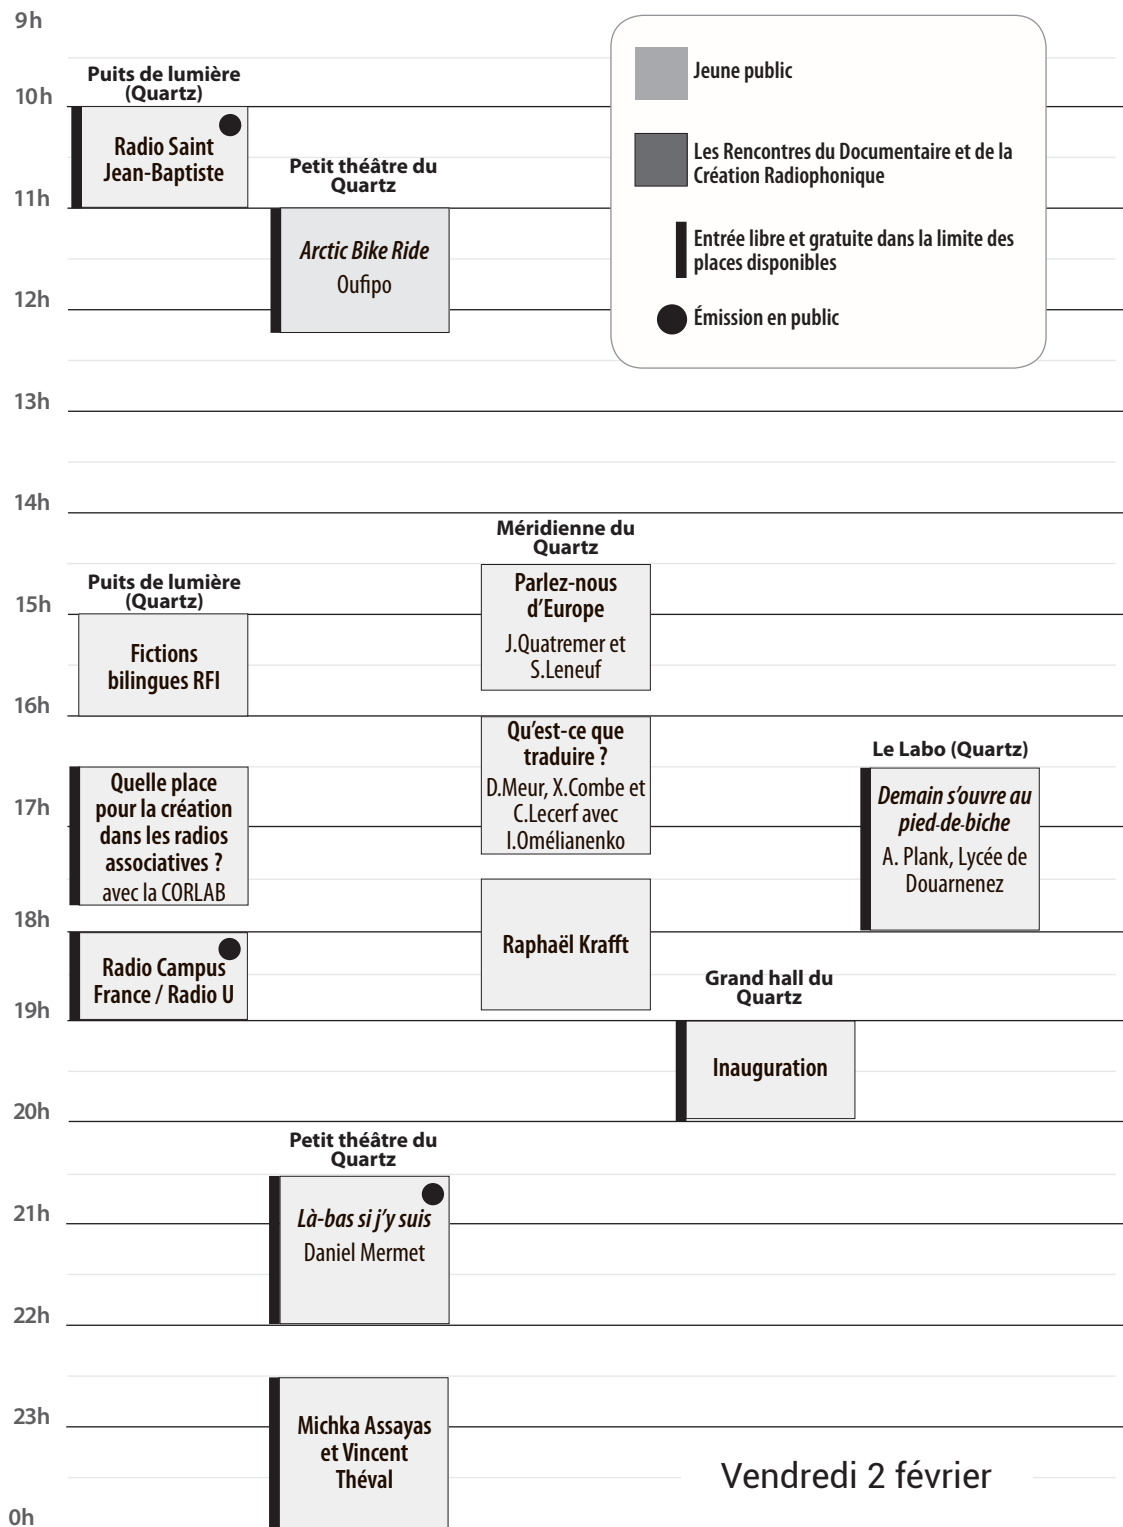 9h
Jeune public
Les Rencontres du Documentaire et de la
Création Radiophonique
Entrée libre et gratuite dans la limite des
places disponibles
Émission en public
Puits de lumière
(Quartz)
10h
Radio Saint
Jean-Baptiste
Petit théâtre du
Quartz
11h
Arctic Bike Ride
Oufipo
12h
13h
14h
Méridienne du
Quartz
Parlez-nous
d'Europe
J.Quatremer et
S.Leneuf
Puits de lumière
(Quartz)
15h
Fictions
bilingues RFI
16h
Qu'est-ce que
traduire ?
D.Meur, X.Combe et
C.Lecerf avec
I.Omélianenko
Le Labo (Quartz)
Demain s'ouvre au
pied-de-biche
A. Plank, Lycée de
Douarnenez
Quelle place
pour la création
dans les radios
associatives ?
avec la CORLAB
17h
18h
Raphaël Krafft
Radio Campus
France / Radio U
Grand hall du
Quartz
19h
Inauguration
20h
Petit théâtre du
Quartz
21h
Là-bas si j'y suis
Daniel Mermet
22h
23h
Michka Assayas
et Vincent
Théval
Vendredi 2 février
0h